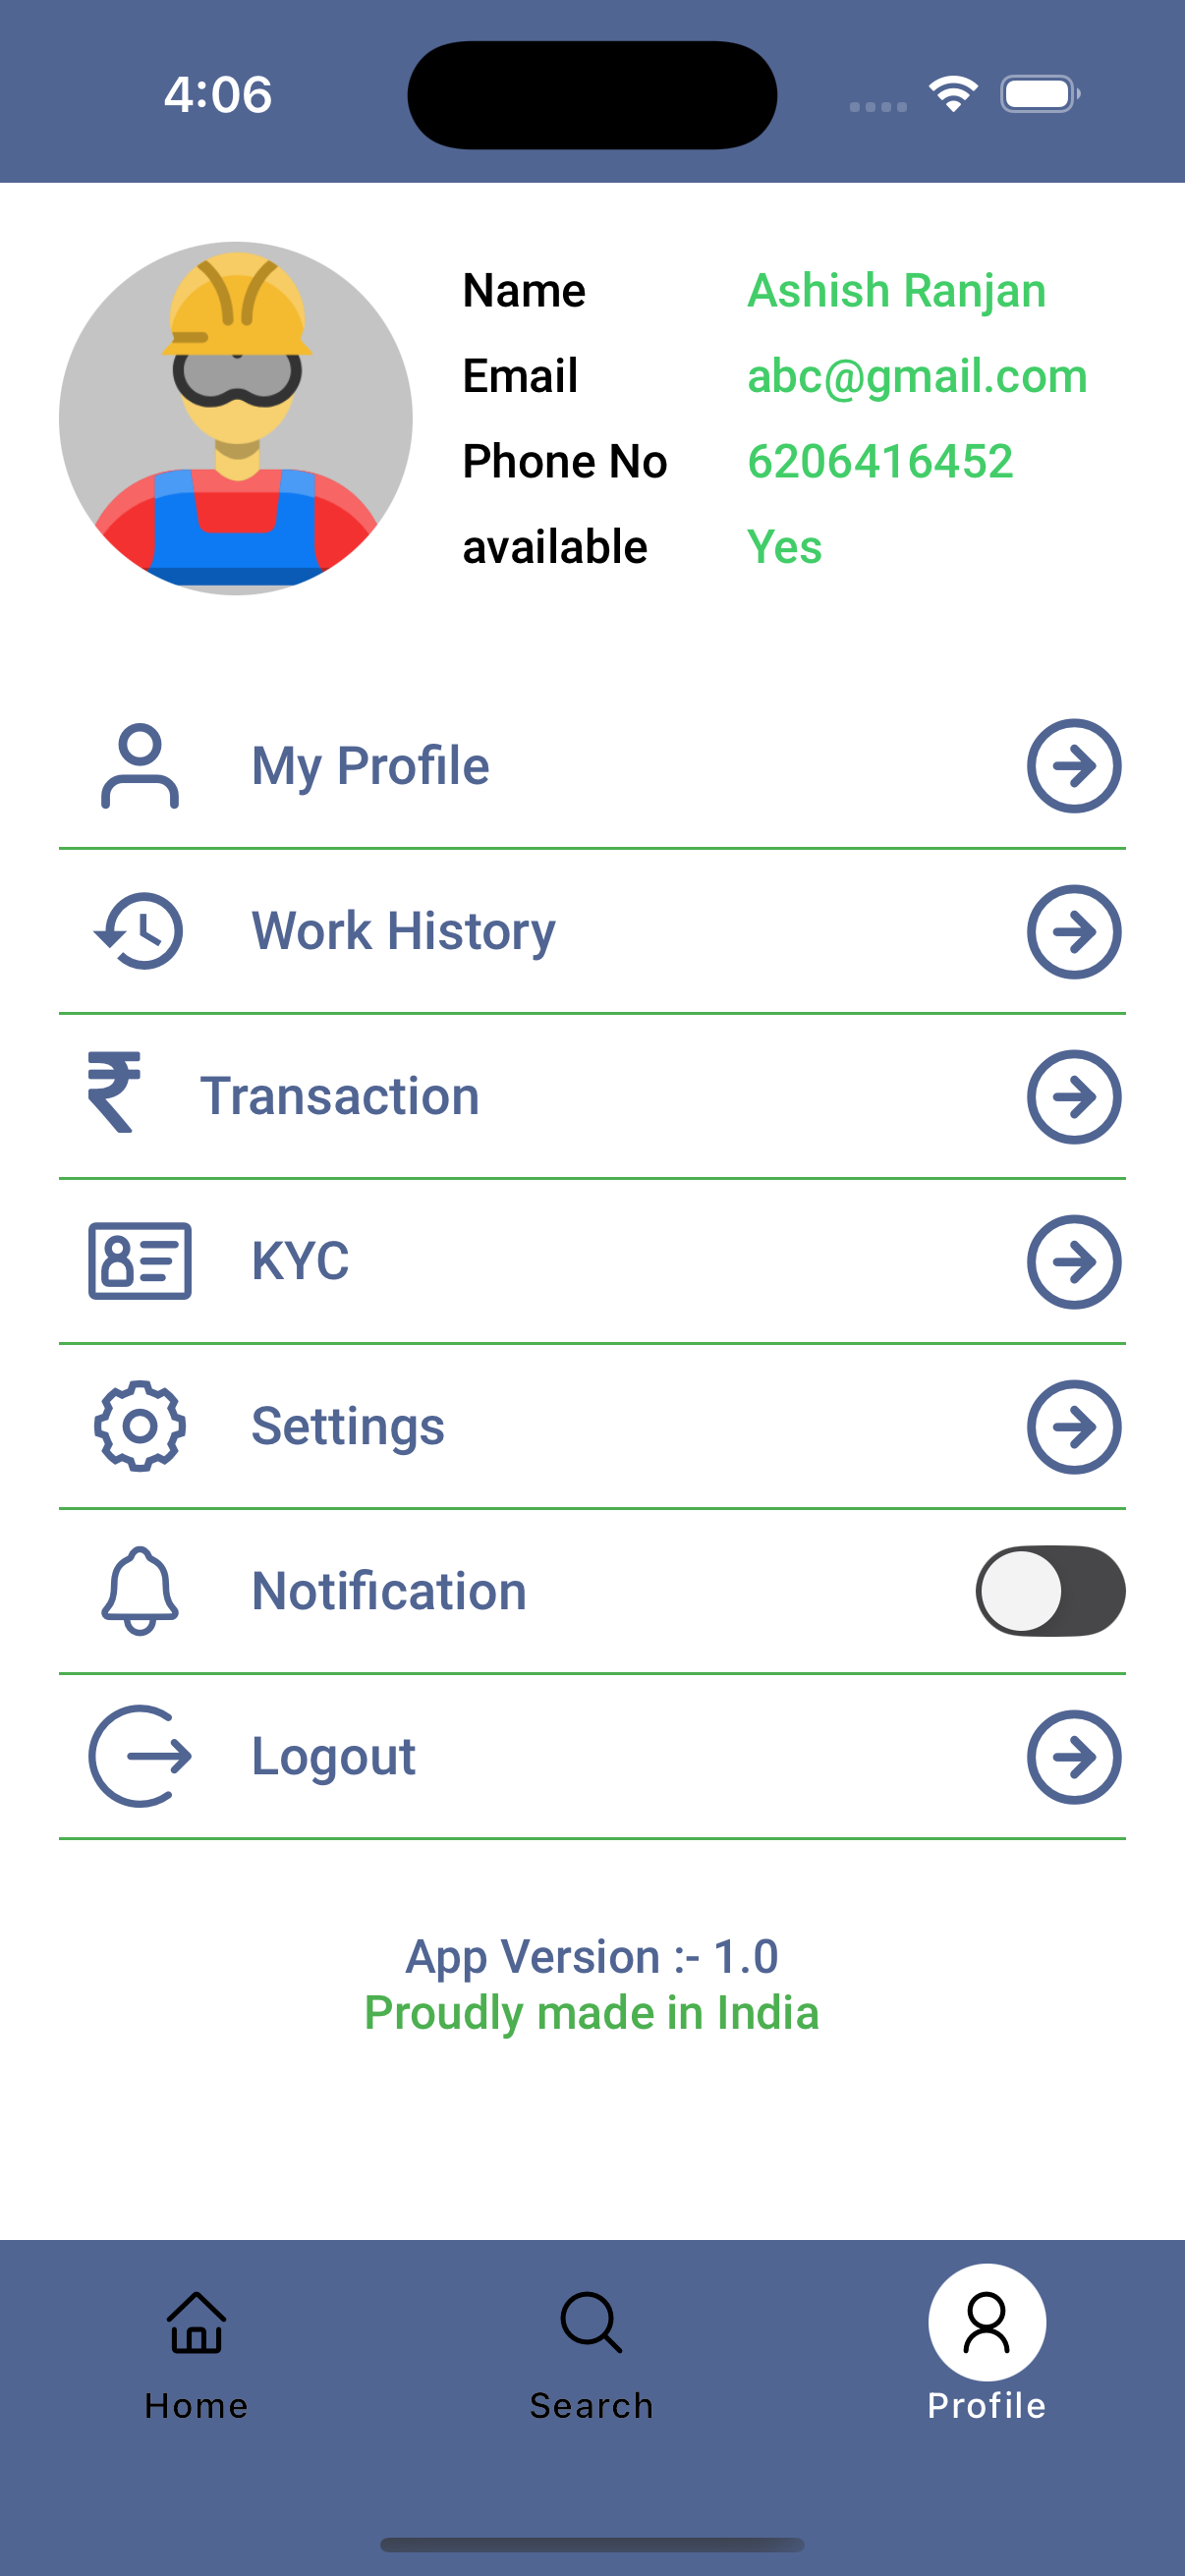 4:06
Name Ashish Ranjan
Email abc@gmail.com
Phone No 6206416452
available Yes
My Profile
Work History
Transaction
KYC
Settings
Notification
Logout
App Version :- 1.0
Proudly made in India
Home Search Profile